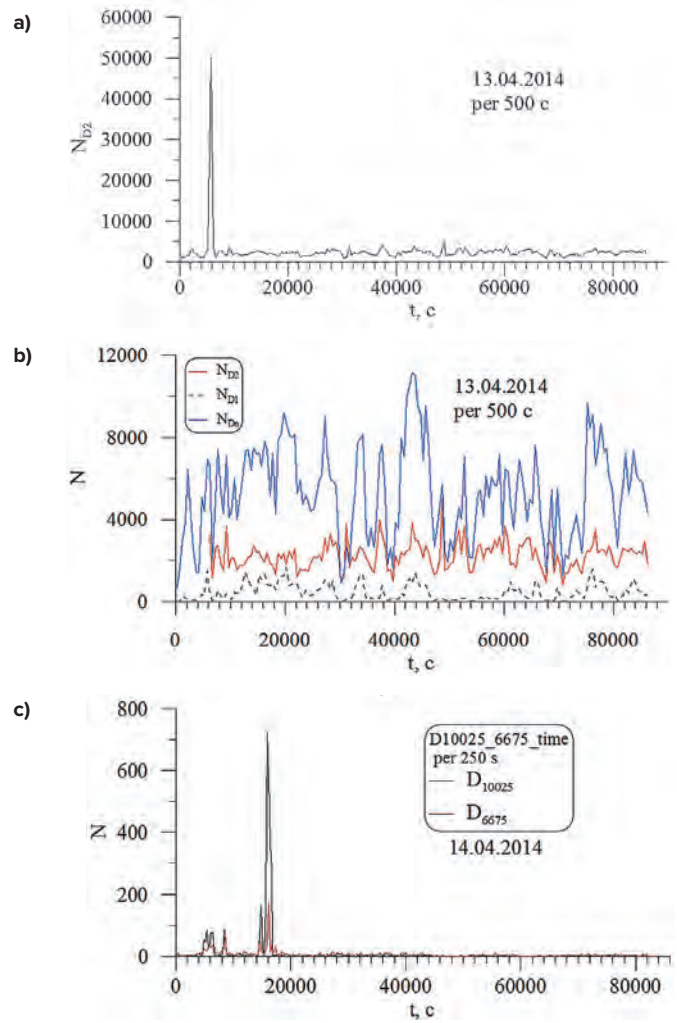 a)
60000
50000
40000
30000
20000
10000
0
N_D2
13.04.2014
per 500 c
0 20000 40000 60000 80000
t, c
b)
12000
8000
4000
0
N
N_D2
N_D1
13.04.2014
per 500 c
0 20000 40000 60000 80000
t, c
c)
800
600
400
200
0
N
D10025_6675_time
per 250 s
D_10025
D_6675
14.04.2014
0 20000 40000 60000 80000
t, c